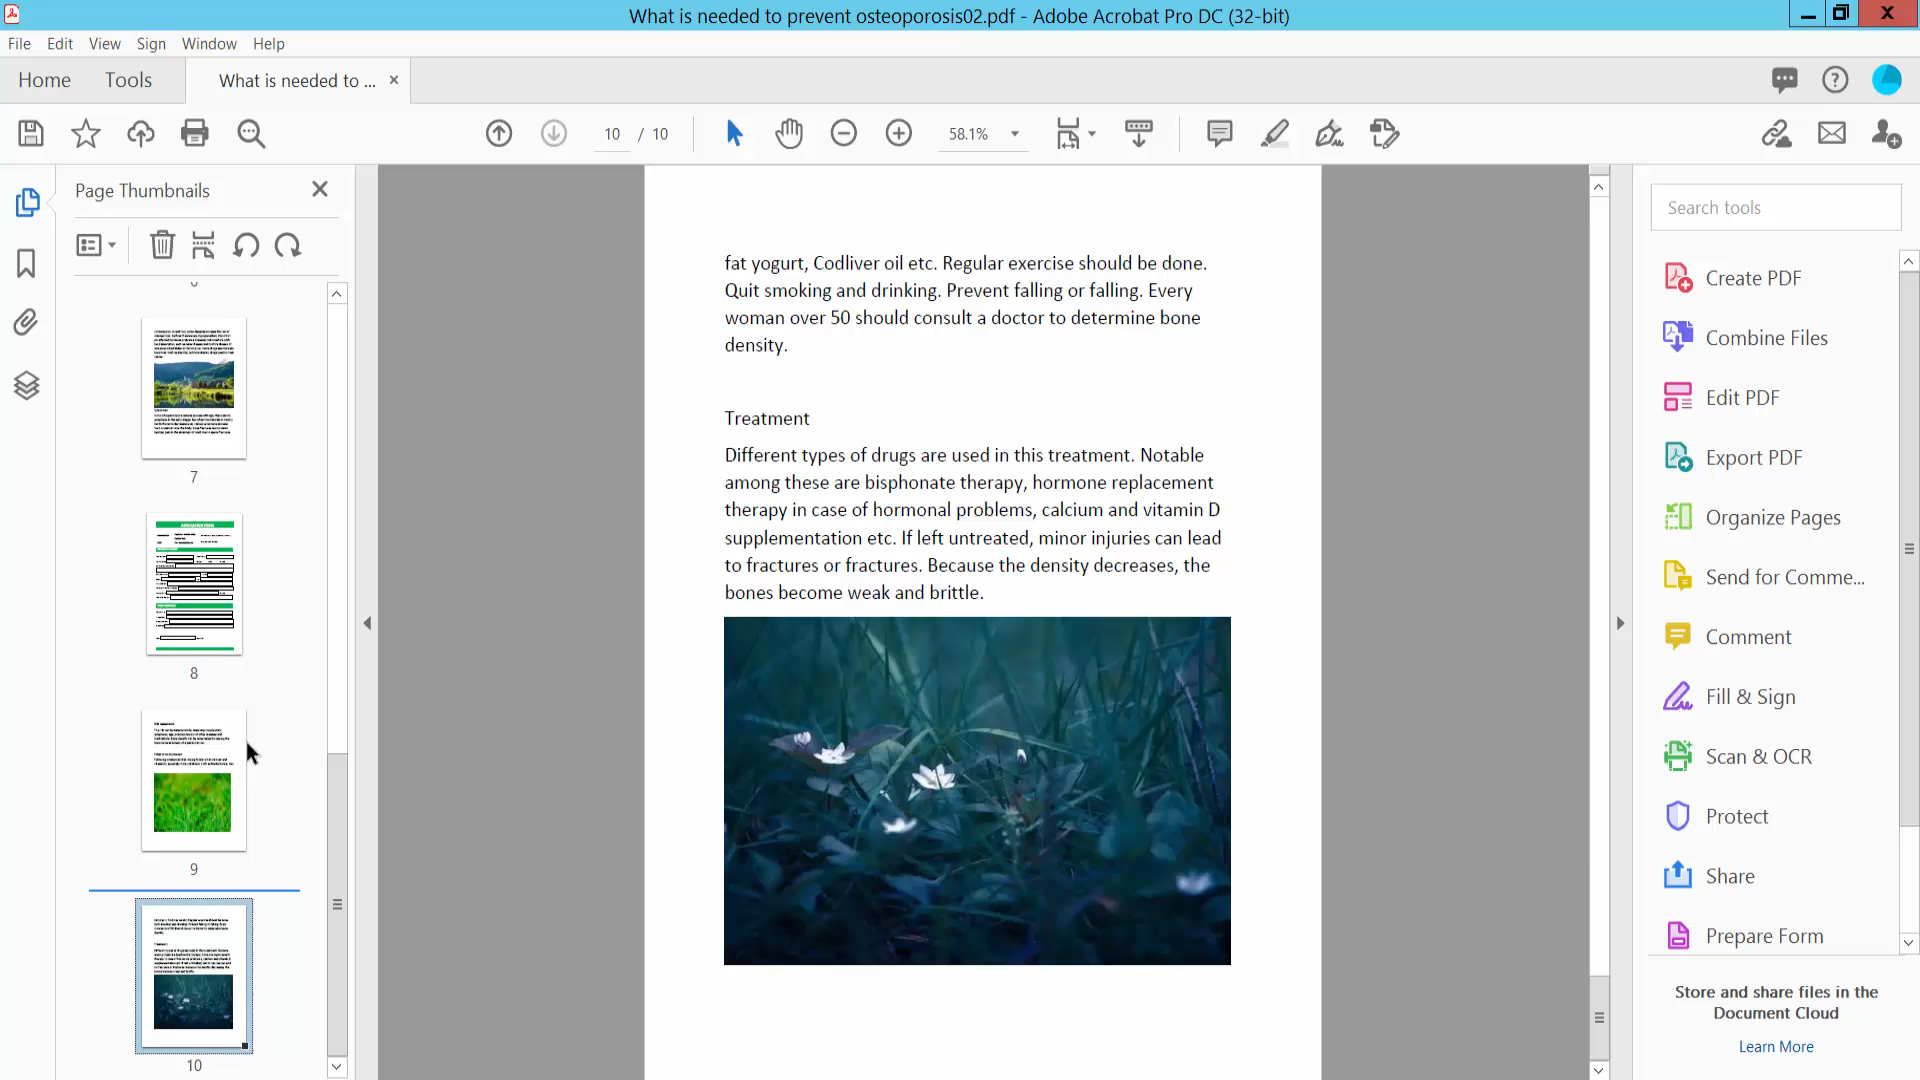 What is needed to prevent osteoporosis02.pdf - Adobe Acrobat Pro DC (32-bit)
File Edit View Sign Window Help
Home Tools What is needed to ... ×
10 / 10 58.1%
Page Thumbnails
7
8
9
10
fat yogurt, Codliver oil etc. Regular exercise should be done.
Quit smoking and drinking. Prevent falling or falling. Every
woman over 50 should consult a doctor to determine bone
density.
Treatment
Different types of drugs are used in this treatment. Notable
among these are bisphonate therapy, hormone replacement
therapy in case of hormonal problems, calcium and vitamin D
supplementation etc. If left untreated, minor injuries can lead
to fractures or fractures. Because the density decreases, the
bones become weak and brittle.
Search tools
Create PDF
Combine Files
Edit PDF
Export PDF
Organize Pages
Send for Comme...
Comment
Fill & Sign
Scan & OCR
Protect
Share
Prepare Form
Store and share files in the
Document Cloud
Learn More